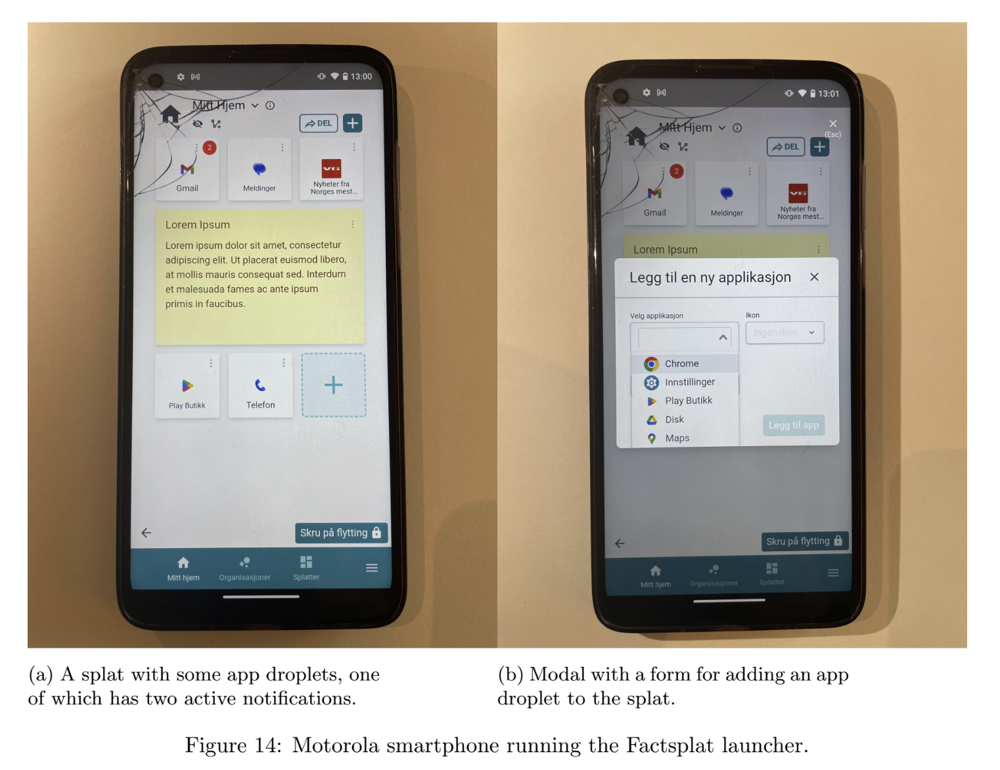 13:00
Mitt Hjem
DEL
2
Gmail
Meldinger
VG
Nyheter fra
Norges mest...
Lorem Ipsum
Lorem ipsum dolor sit amet, consectetur
adipiscing elit. Ut placerat euismod libero,
at mollis mauris consequat sed. Interdum
et malesuada fames ac ante ipsum
primis in faucibus.
Play Butikk
Telefon
Skru på flytting
Mitt hjem
Organisasjoner
Splatter
13:01
Mitt Hjem
(Esc)
DEL
2
Gmail
Meldinger
VG
Nyheter fra
Norges mest...
Lorem Ipsum
Legg til en ny applikasjon
Velg applikasjon
Ikon
Ingen ikon
Chrome
Innstillinger
Play Butikk
Disk
Maps
Legg til app
Skru på flytting
Mitt hjem
Organisasjoner
Splatter
(a) A splat with some app droplets, one
of which has two active notifications.
(b) Modal with a form for adding an app
droplet to the splat.
Figure 14: Motorola smartphone running the Factsplat launcher.